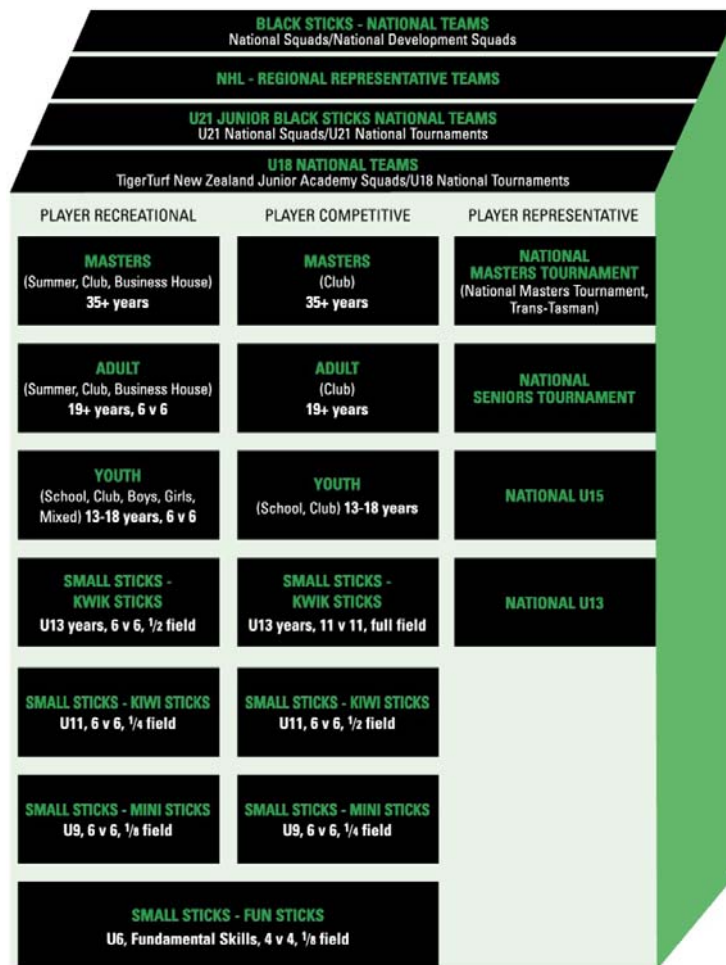 BLACK STICKS - NATIONAL TEAMS
National Squads/National Development Squads
NHL - REGIONAL REPRESENTATIVE TEAMS
U21 JUNIOR BLACK STICKS NATIONAL TEAMS
U21 National Squads/U21 National Tournaments
U18 NATIONAL TEAMS
TigerTurf New Zealand Junior Academy Squads/U18 National Tournaments
PLAYER RECREATIONAL
PLAYER COMPETITIVE
PLAYER REPRESENTATIVE
MASTERS
(Summer, Club, Business House)
35+ years
MASTERS
(Club)
35+ years
NATIONAL
MASTERS TOURNAMENT
(National Masters Tournament,
Trans-Tasman)
ADULT
(Summer, Club, Business House)
19+ years, 6 v 6
ADULT
(Club)
19+ years
NATIONAL
SENIORS TOURNAMENT
YOUTH
(School, Club, Boys, Girls,
Mixed) 13-18 years, 6 v 6
YOUTH
(School, Club) 13-18 years
NATIONAL U15
SMALL STICKS -
KWIK STICKS
U13 years, 6 v 6, 1/2 field
SMALL STICKS -
KWIK STICKS
U13 years, 11 v 11, full field
NATIONAL U13
SMALL STICKS - KIWI STICKS
U11, 6 v 6, 1/4 field
SMALL STICKS - KIWI STICKS
U11, 6 v 6, 1/2 field
SMALL STICKS - MINI STICKS
U9, 6 v 6, 1/8 field
SMALL STICKS - MINI STICKS
U9, 6 v 6, 1/4 field
SMALL STICKS - FUN STICKS
U6, Fundamental Skills, 4 v 4, 1/8 field